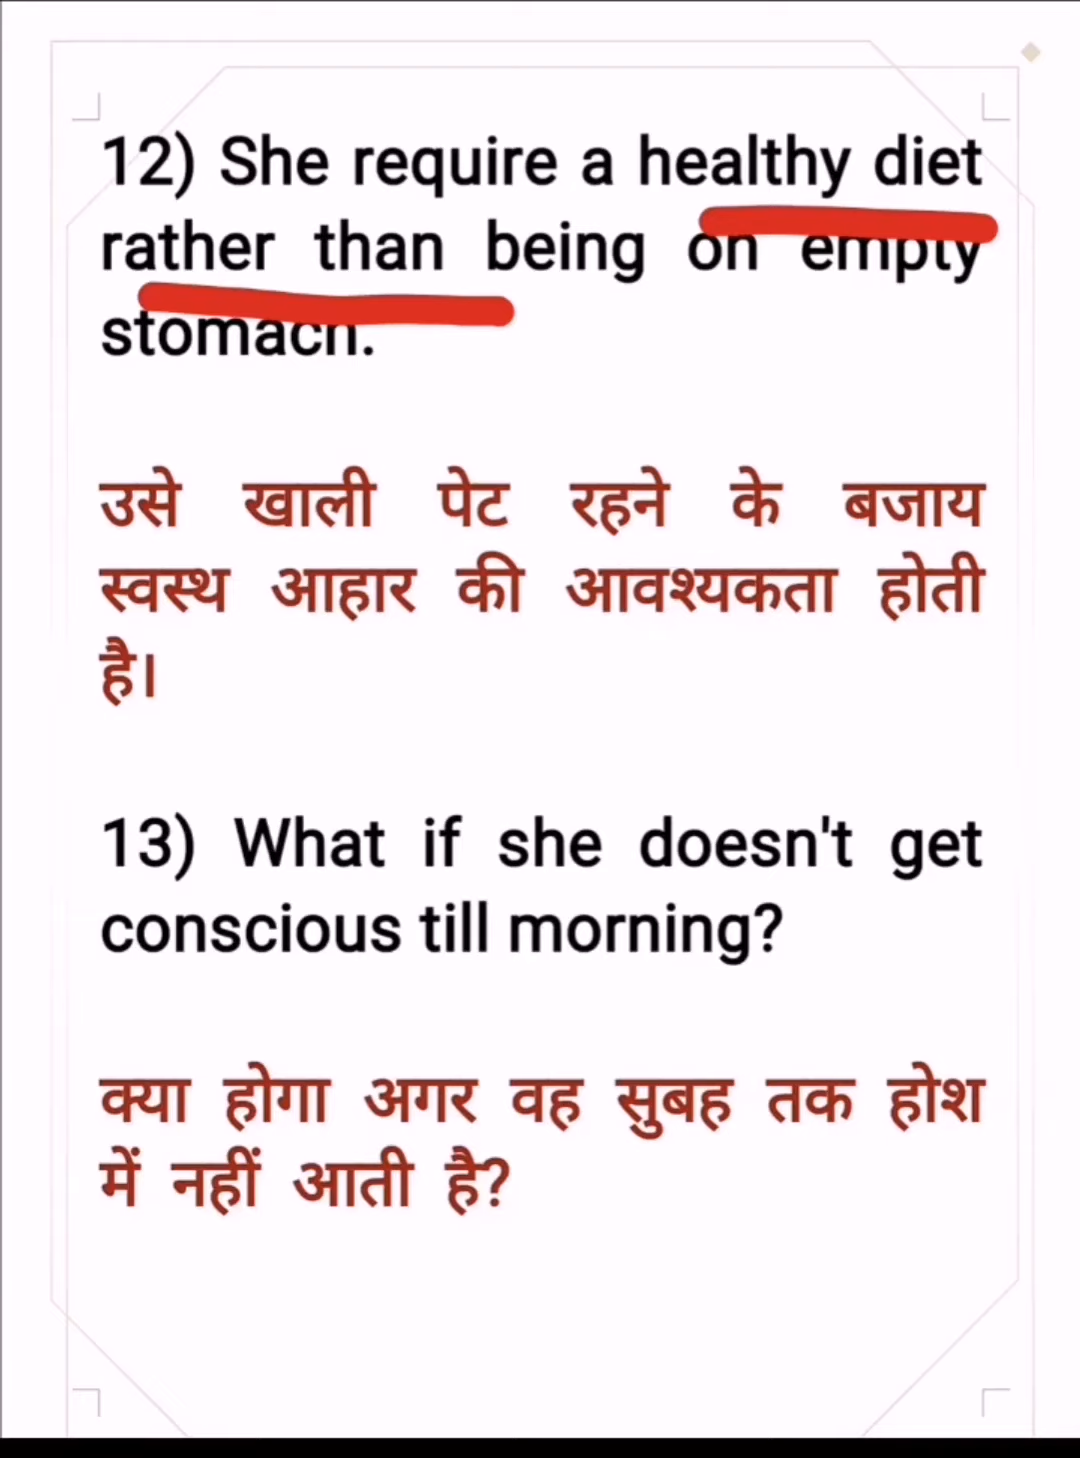 12) She require a healthy diet
rather than being on empty
stomach.
उसे खाली पेट रहने के बजाय
स्वस्थ आहार की आवश्यकता होती
है।
13) What if she doesn't get
conscious till morning?
क्या होगा अगर वह सुबह तक होश
में नहीं आती है?